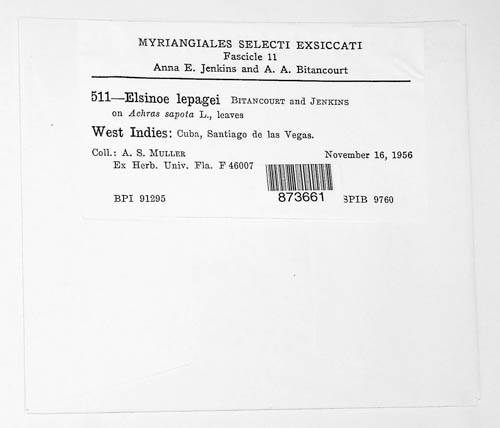 MYRIANGIALES SELECTI EXSICCATI
Fascicle 11
Anna E. Jenkins and A. A. Bitancourt
511—Elsinoe lepagei BITANCOURT and JENKINS
on Achras sapota L., leaves
West Indies: Cuba, Santiago de las Vegas.
Coll.: A. S. MULLER November 16, 1956
Ex Herb. Univ. Fla. F 46007
BPI 91295 873661 SPIB 9760